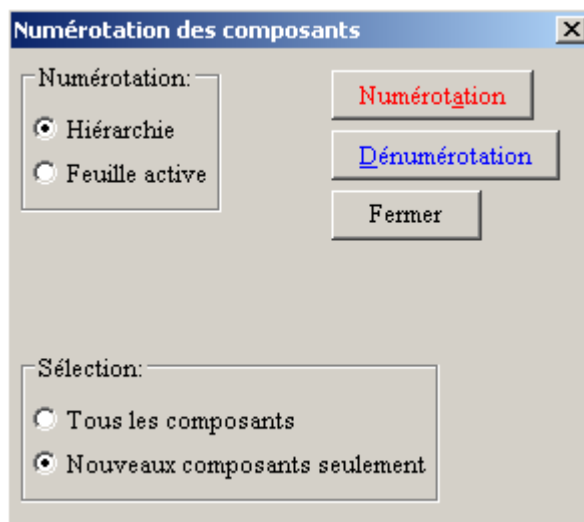 Numérotation des composants
Numérotation:
Hiérarchie
Feuille active
Numérotation
Dénumérotation
Fermer
Sélection:
Tous les composants
Nouveaux composants seulement